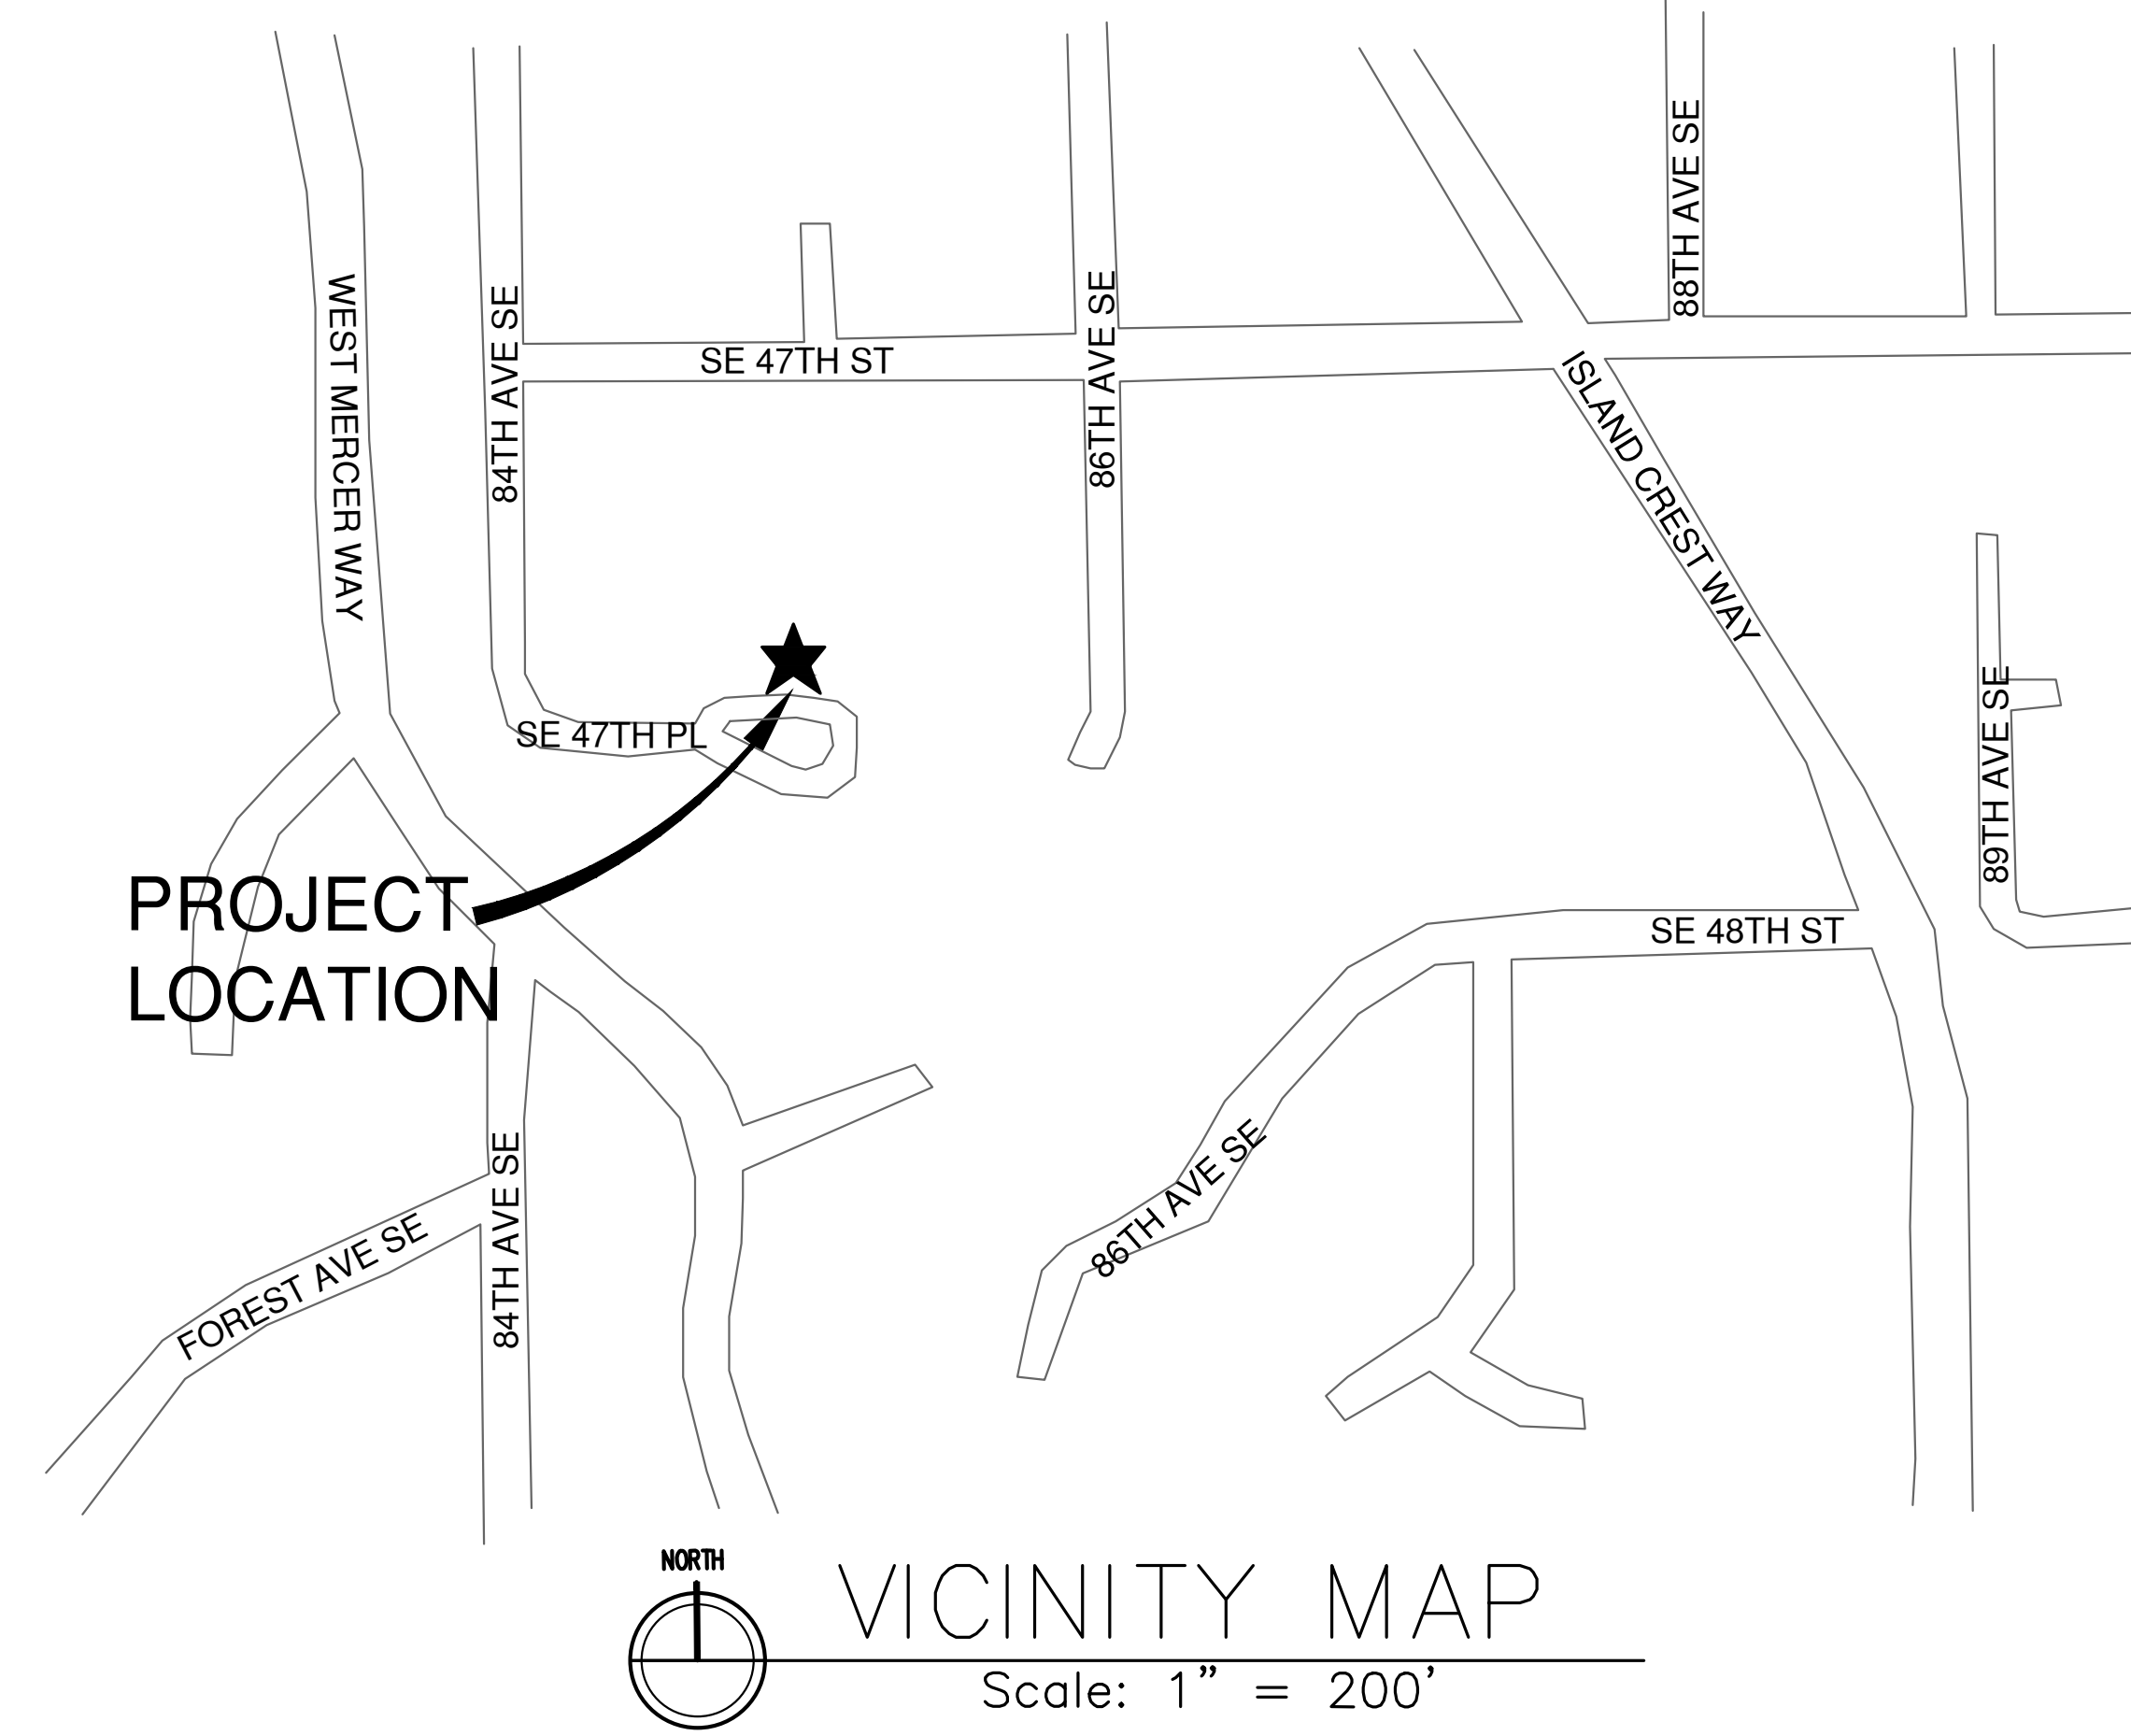 88TH AVE SE
WEST MERCER WAY
84TH AVE SE
86TH AVE SE
SE 47TH ST
ISLAND CREST WAY
SE 47TH PL
89TH AVE SE
PROJECT
LOCATION
SE 48TH ST
86TH AVE SE
84TH AVE SE
FOREST AVE SE
NORTH
VICINITY MAP
Scale: 1” = 200’